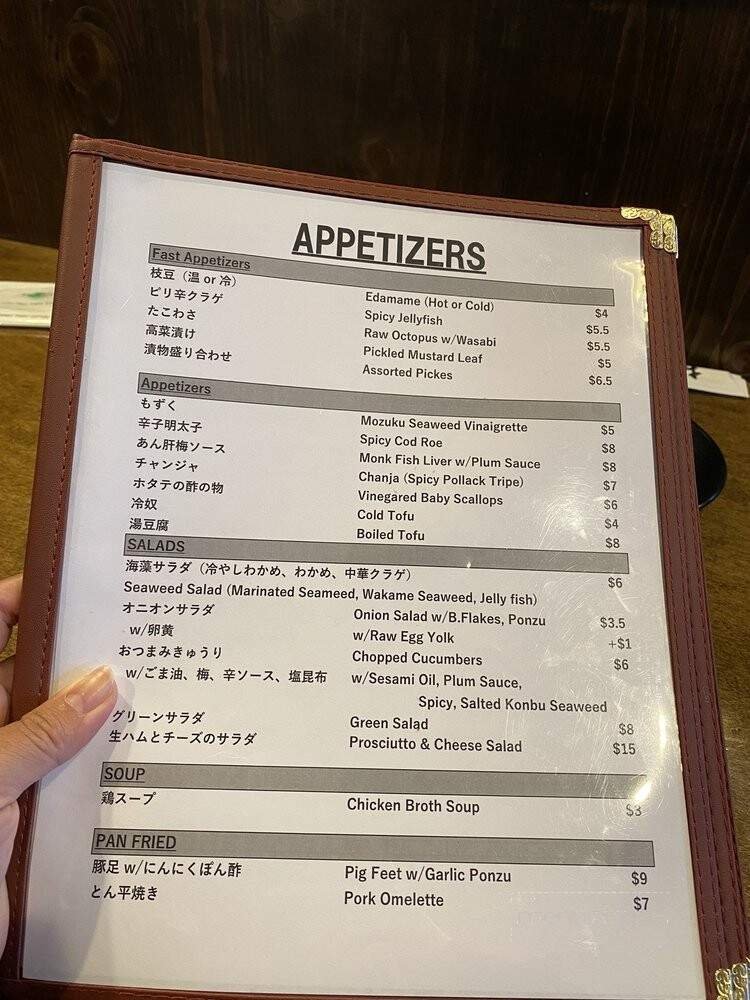 APPETIZERS
Fast Appetizers
枝豆（温 or 冷） Edamame (Hot or Cold) $4
ピリ辛クラゲ Spicy Jellyfish $5.5
たこわさ Raw Octopus w/Wasabi $5.5
高菜漬け Pickled Mustard Leaf $5
漬物盛り合わせ Assorted Pickes $6.5
Appetizers
もずく Mozuku Seaweed Vinaigrette $5
辛子明太子 Spicy Cod Roe $8
あん肝梅ソース Monk Fish Liver w/Plum Sauce $8
チャンジャ Chanja (Spicy Pollack Tripe) $7
ホタテの酢の物 Vinegared Baby Scallops $6
冷奴 Cold Tofu $4
湯豆腐 Boiled Tofu $8
SALADS
海藻サラダ（冷やしわかめ、わかめ、中華クラゲ） $6
Seaweed Salad (Marinated Seameed, Wakame Seaweed, Jelly fish)
オニオンサラダ Onion Salad w/B.Flakes, Ponzu $3.5
w/卵黄 w/Raw Egg Yolk +$1
おつまみきゅうり Chopped Cucumbers $6
w/ごま油、梅、辛ソース、塩昆布 w/Sesami Oil, Plum Sauce,
Spicy, Salted Konbu Seaweed
グリーンサラダ Green Salad $8
生ハムとチーズのサラダ Prosciutto & Cheese Salad $15
SOUP
鶏スープ Chicken Broth Soup $3
PAN FRIED
豚足 w/にんにくぽん酢 Pig Feet w/Garlic Ponzu $9
とん平焼き Pork Omelette $7